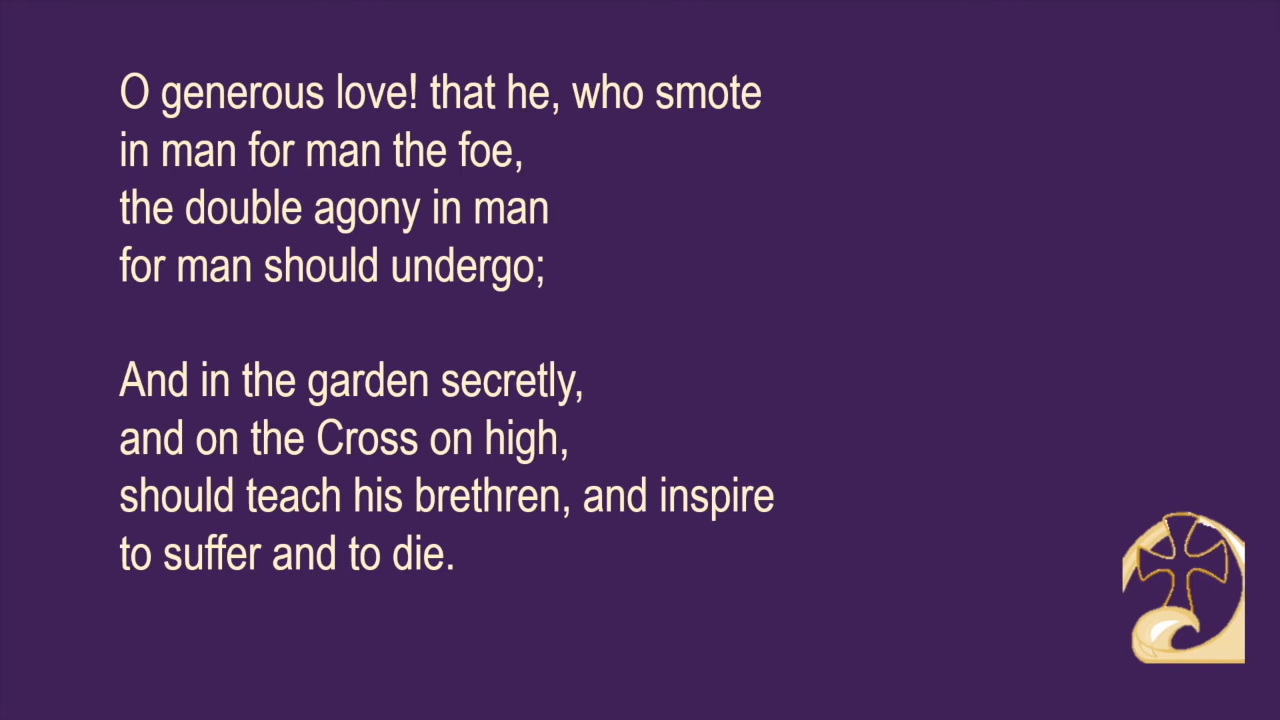 O generous love! that he, who smote
in man for man the foe,
the double agony in man
for man should undergo;
And in the garden secretly,
and on the Cross on high,
should teach his brethren, and inspire
to suffer and to die.